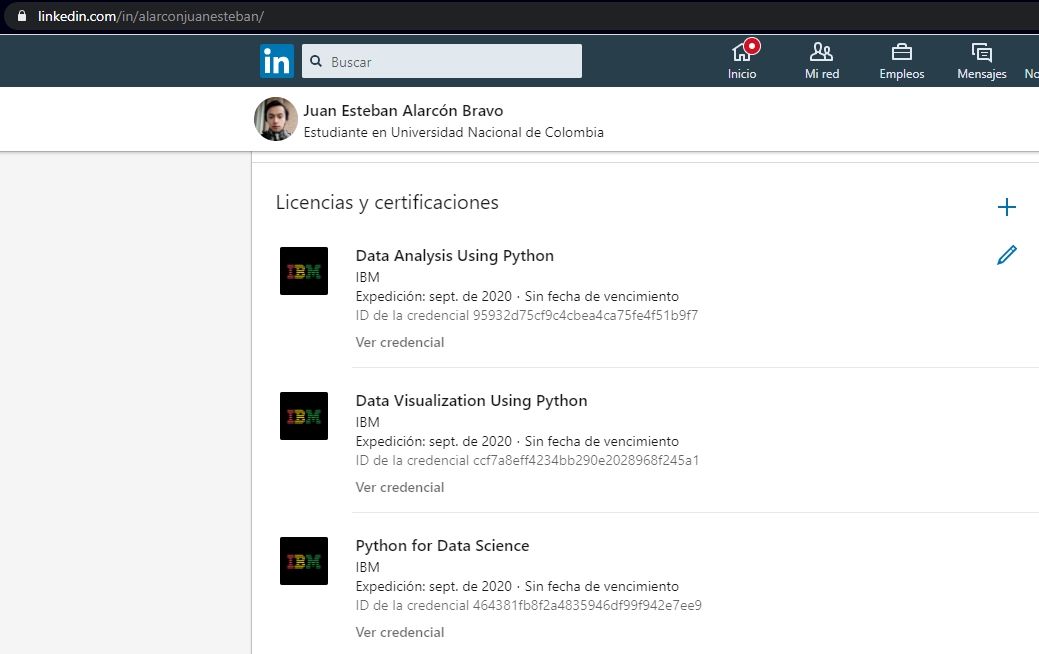 linkedin.com/in/alarconjuanesteban/
in
Buscar
Inicio
Mi red
Empleos
Mensajes
No
Juan Esteban Alarcón Bravo
Estudiante en Universidad Nacional de Colombia
Licencias y certificaciones
IBM
Data Analysis Using Python
IBM
Expedición: sept. de 2020 · Sin fecha de vencimiento
ID de la credencial 95932d75cf9c4cbea4ca75fe4f51b9f7
Ver credencial
IBM
Data Visualization Using Python
IBM
Expedición: sept. de 2020 · Sin fecha de vencimiento
ID de la credencial ccf7a8eff4234bb290e2028968f245a1
Ver credencial
IBM
Python for Data Science
IBM
Expedición: sept. de 2020 · Sin fecha de vencimiento
ID de la credencial 464381fb8f2a4835946df99f942e7ee9
Ver credencial